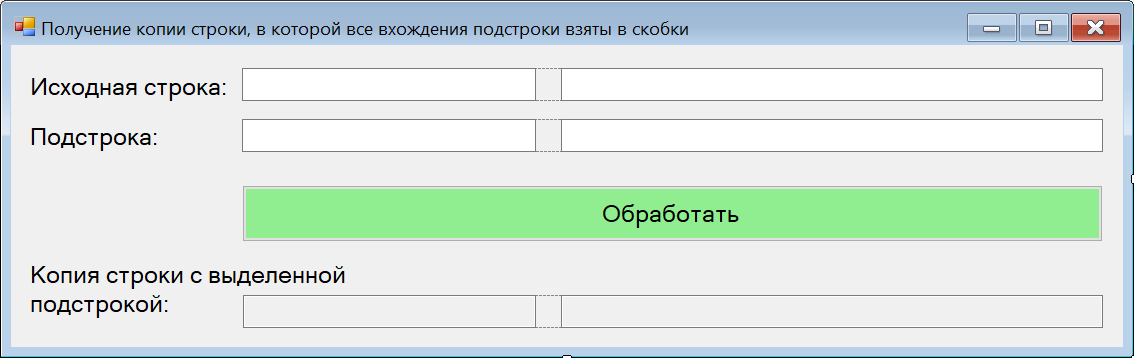 Получение копии строки, в которой все вхождения подстроки взяты в скобки
Исходная строка:
Подстрока:
Обработать
Копия строки с выделенной
подстрокой: